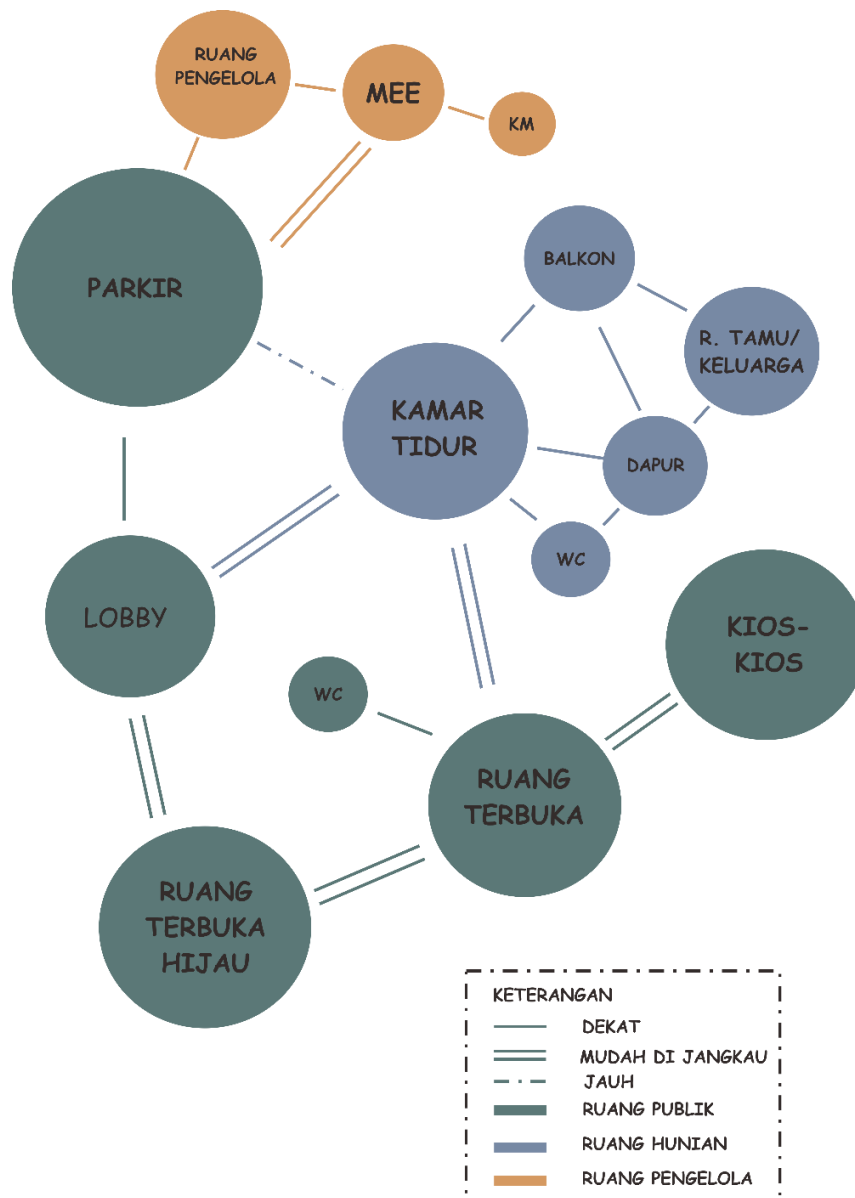 RUANG
PENGELOLA
MEE
KM
PARKIR
BALKON
R. TAMU/
KELUARGA
KAMAR
TIDUR
DAPUR
WC
LOBBY
KIOS-
KIOS
WC
RUANG
TERBUKA
RUANG
TERBUKA
HIJAU
KETERANGAN
DEKAT
MUDAH DI JANGKAU
JAUH
RUANG PUBLIK
RUANG HUNIAN
RUANG PENGELOLA